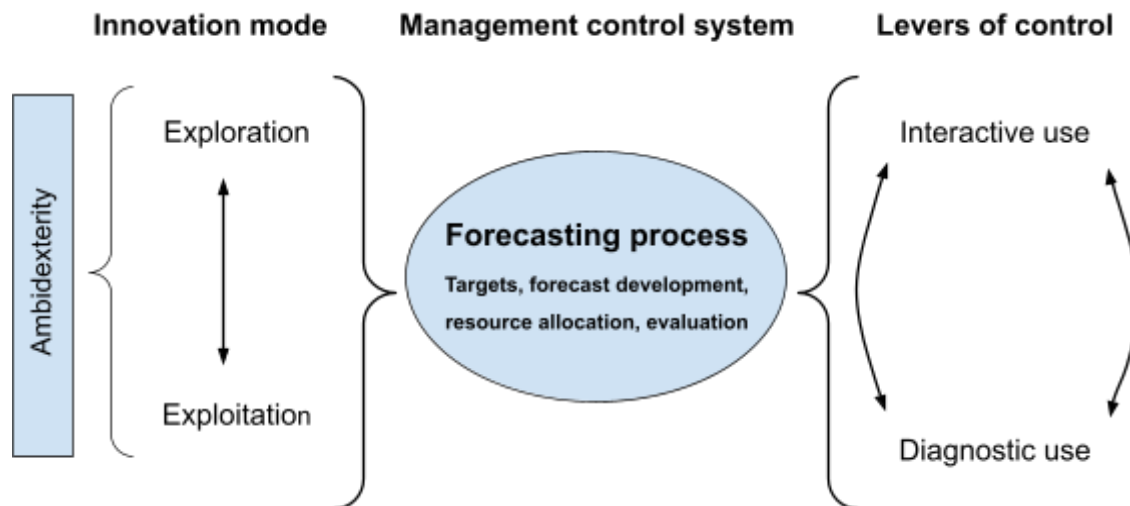 Innovation mode
Management control system
Levers of control
Ambidexterity
Exploration
Exploitation
Forecasting process
Targets, forecast development,
resource allocation, evaluation
Interactive use
Diagnostic use